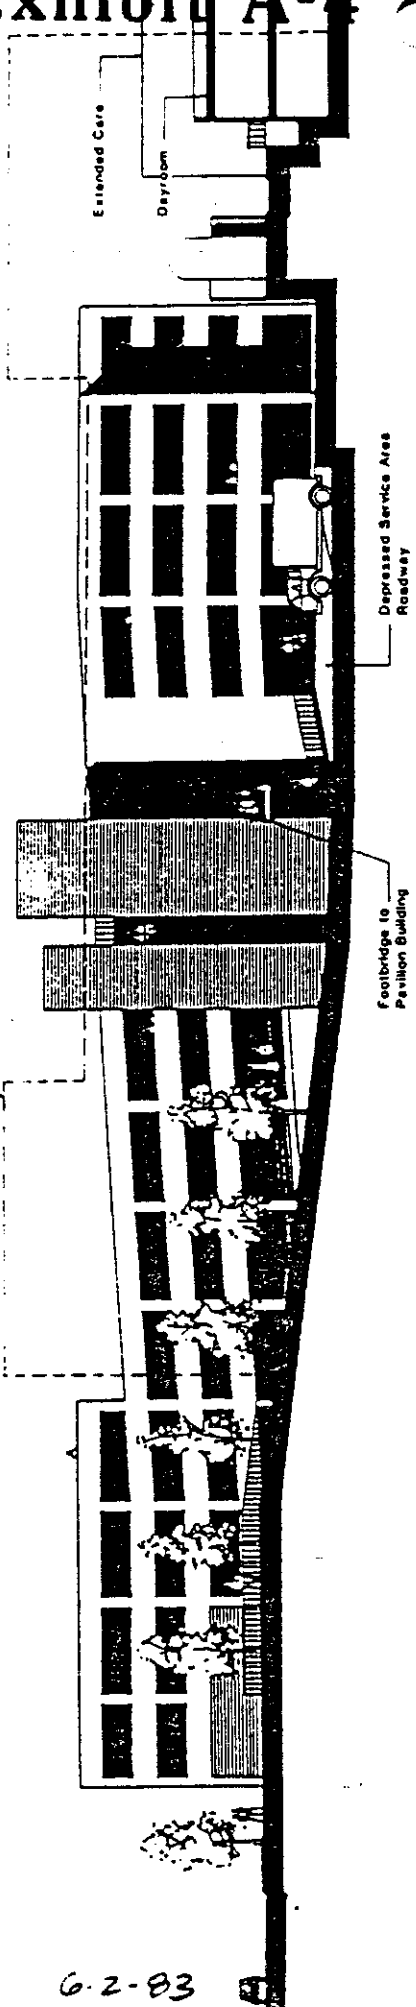 Exhibit A-4
Extended Care
Dayroom
Depressed Service Area
Roadway
Footbridge to
Pavilion Building
6-2-83